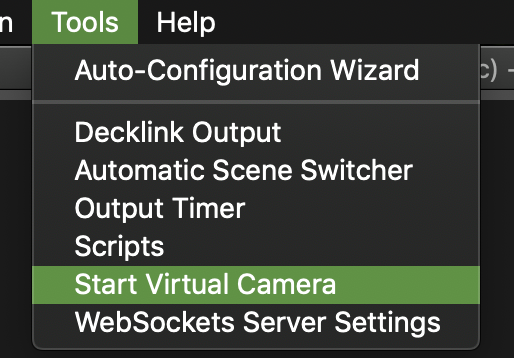 Tools Help
Auto-Configuration Wizard
Decklink Output
Automatic Scene Switcher
Output Timer
Scripts
Start Virtual Camera
WebSockets Server Settings